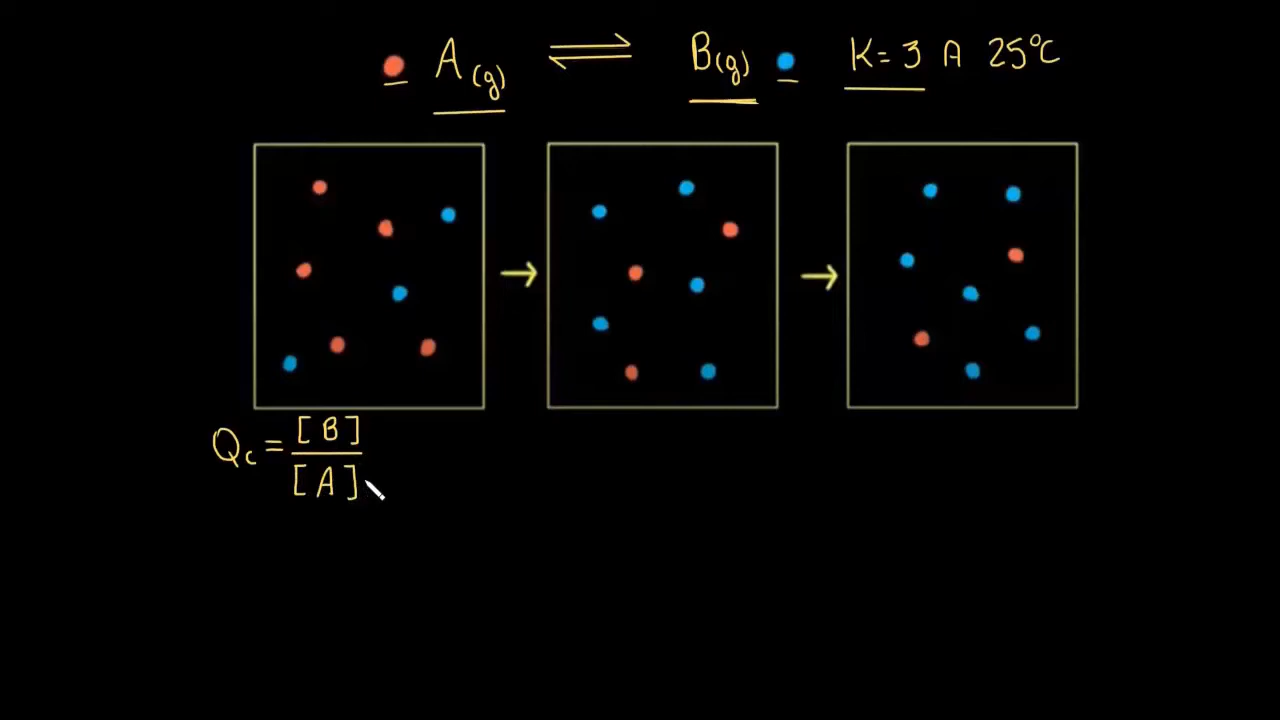 A(g) ⇌ B(g) K=3 A 25°C
Qc = [B]
[A]